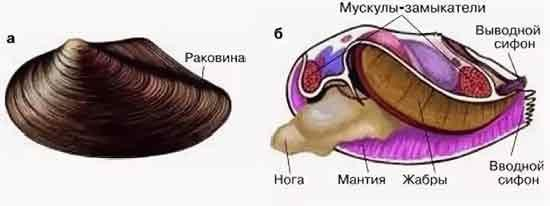 а
Раковина
б
Мускулы-замыкатели
Выводной
сифон
Нога
Мантия
Жабры
Вводной
сифон